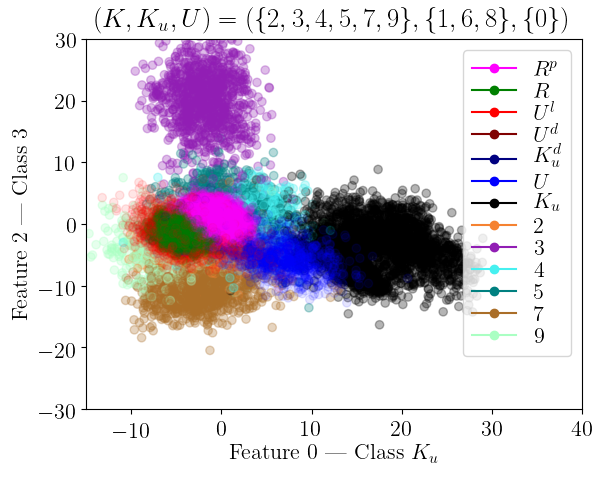 (K, K_u, U) = ({2, 3, 4, 5, 7, 9}, {1, 6, 8}, {0})
30
20
10
0
−10
−20
−30
Feature 2 — Class 3
−10 0 10 20 30 40
Feature 0 — Class K_u
R^p
R
U^l
U^d
K_u^d
U
K_u
2
3
4
5
7
9